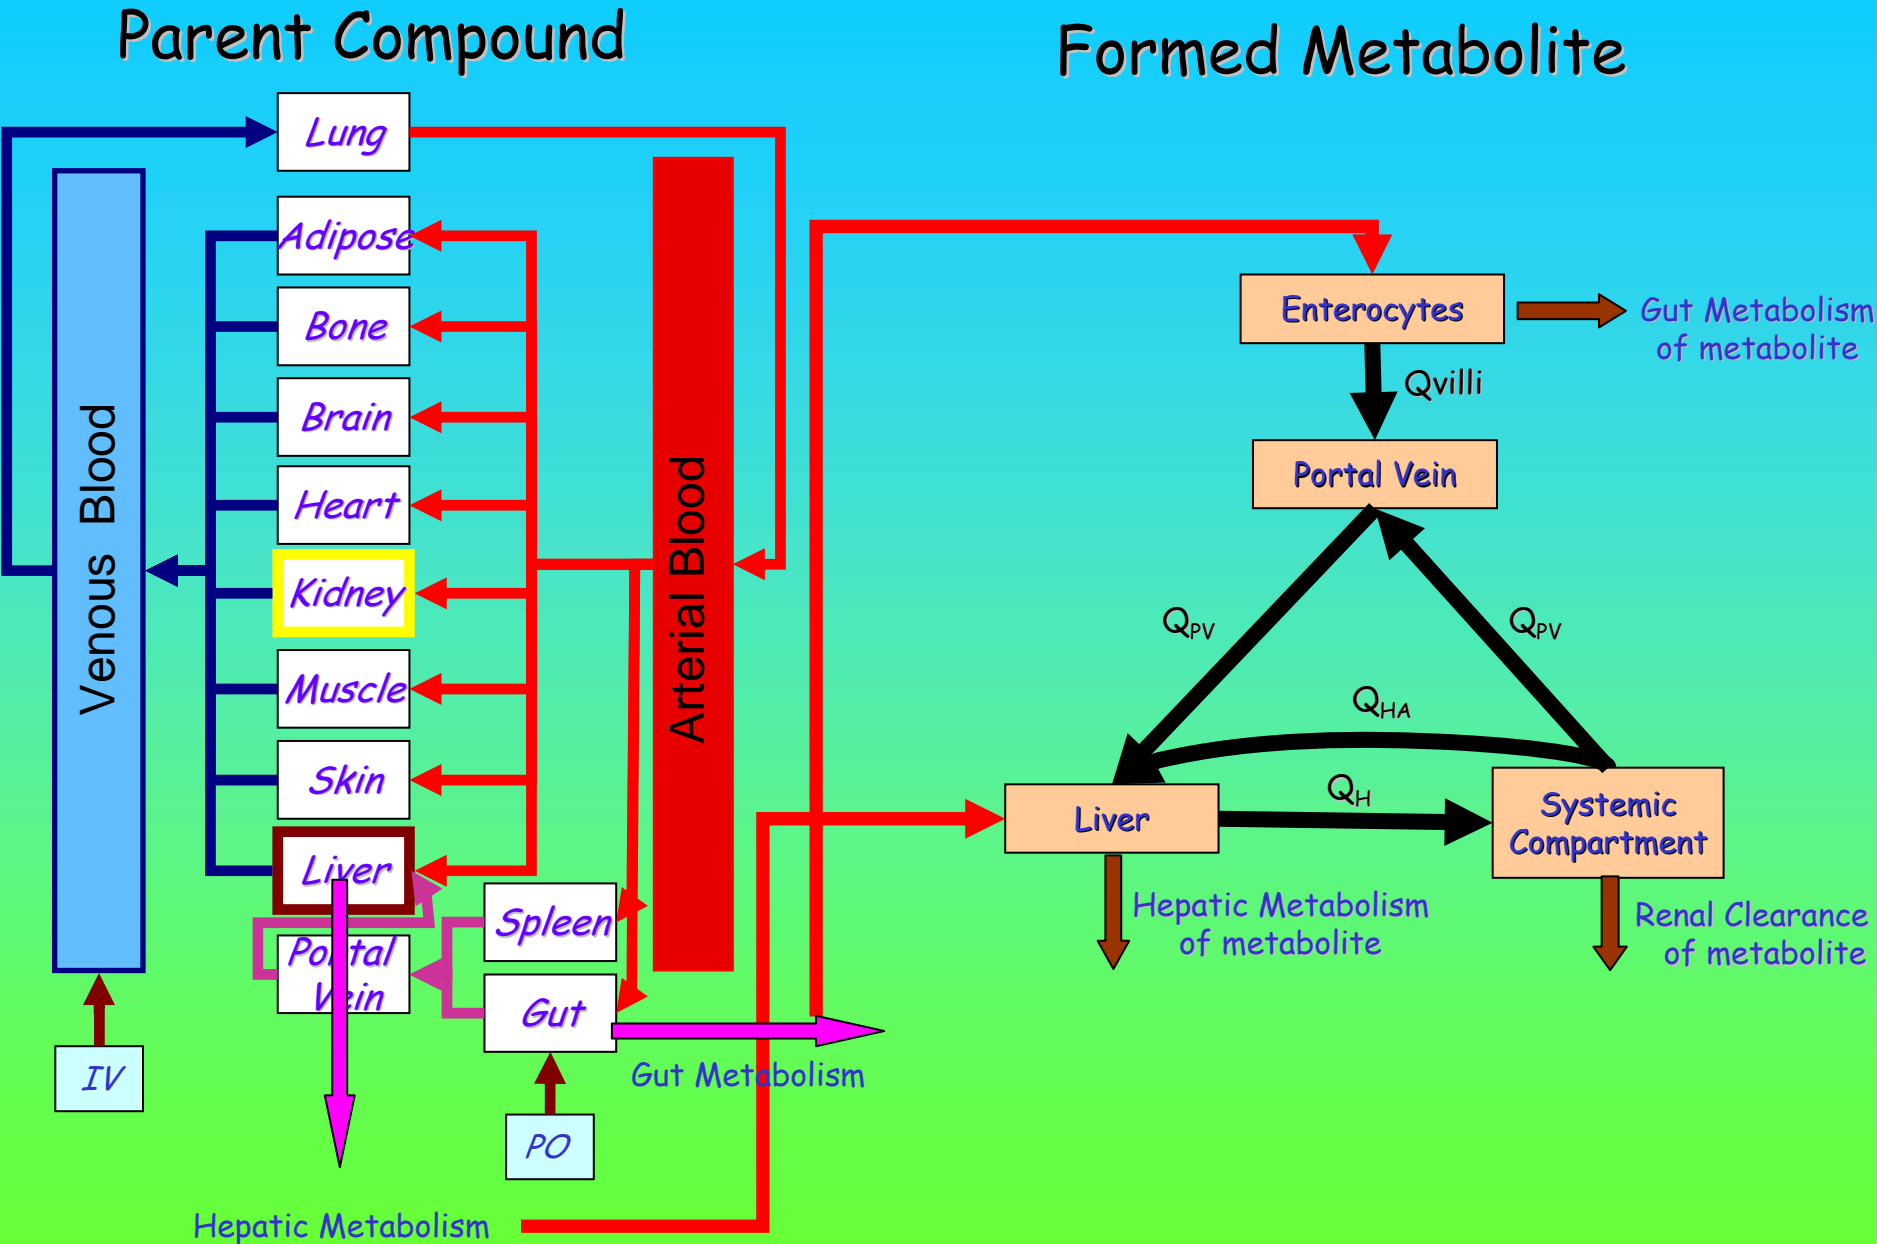 Parent Compound
Formed Metabolite
Lung
Adipose
Bone
Brain
Heart
Kidney
Muscle
Skin
Liver
Portal
Vein
Spleen
Gut
Venous Blood
Arterial Blood
IV
PO
Gut Metabolism
Hepatic Metabolism
Enterocytes
Gut Metabolism
of metabolite
Qvilli
Portal Vein
QPV
QPV
QHA
QH
Liver
Systemic
Compartment
Hepatic Metabolism
of metabolite
Renal Clearance
of metabolite